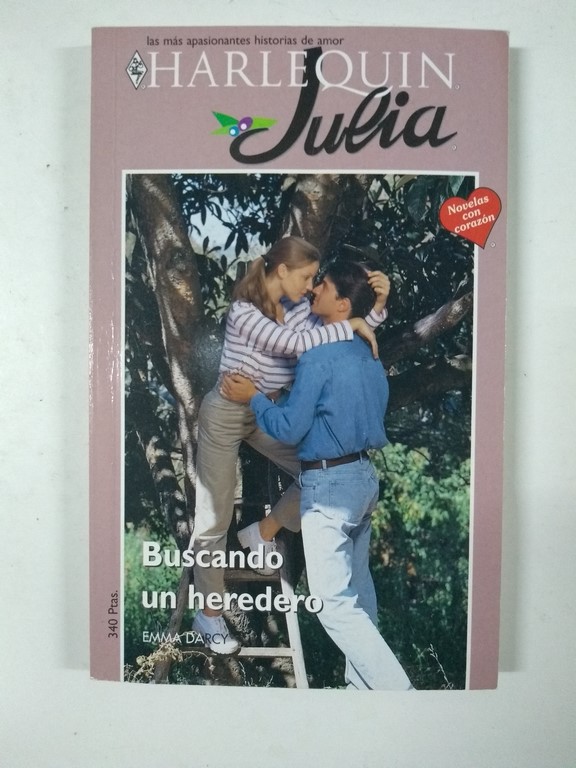 las más apasionantes historias de amor
HARLEQUIN
Julia
Novelas
con
corazón
Buscando
un heredero
EMMA DARCY
340 Ptas.